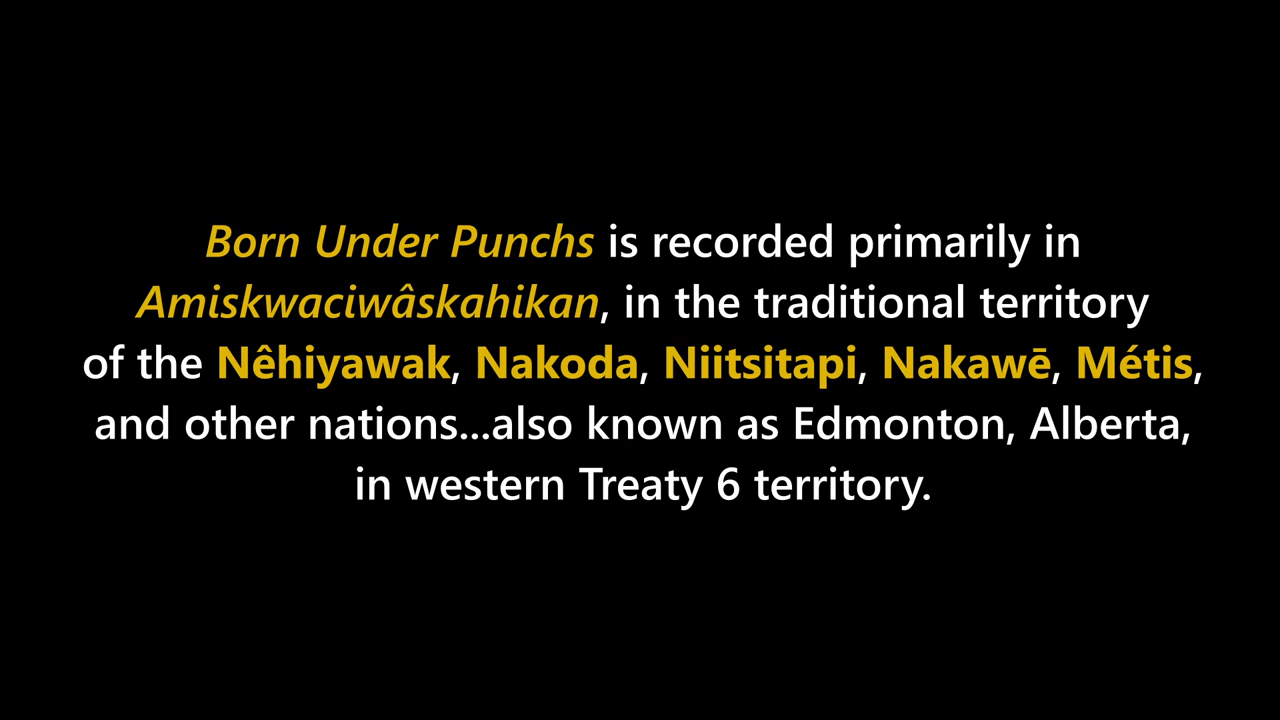 Born Under Punchs is recorded primarily in
Amiskwaciwâskahikan, in the traditional territory
of the Nêhiyawak, Nakoda, Niitsitapi, Nakawē, Métis,
and other nations...also known as Edmonton, Alberta,
in western Treaty 6 territory.